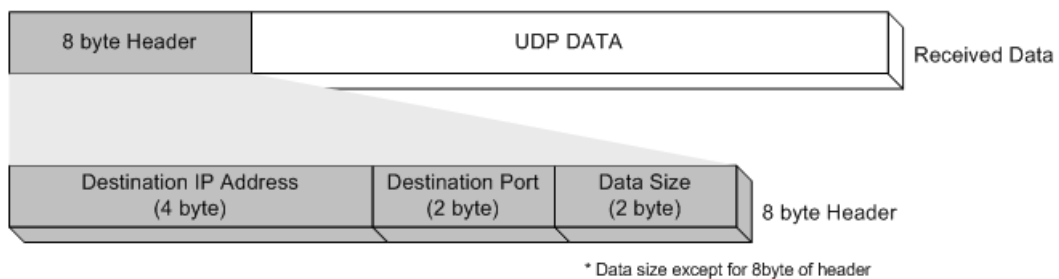 8 byte Header
UDP DATA
Received Data
Destination IP Address
(4 byte)
Destination Port
(2 byte)
Data Size
(2 byte)
8 byte Header
* Data size except for 8byte of header